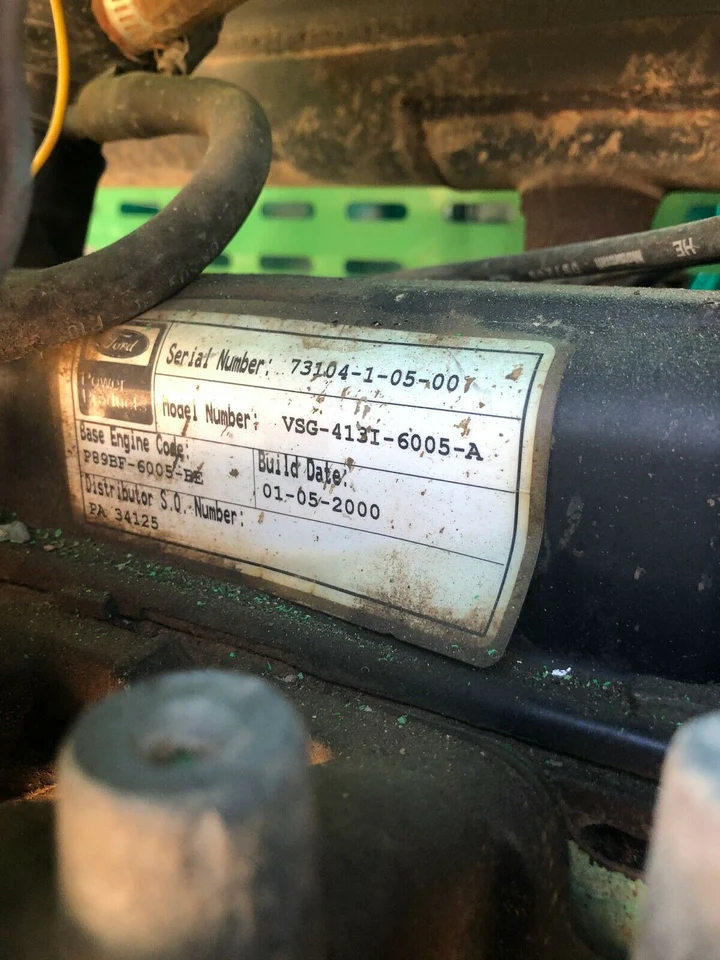 Ford
Power
Products
Serial Number: 73104-1-05-007
Model Number: VSG-413I-6005-A
Base Engine Code:
P89BF-6005-BE
Build Date:
01-05-2000
Distributor S.O. Number:
PA 34125
HE